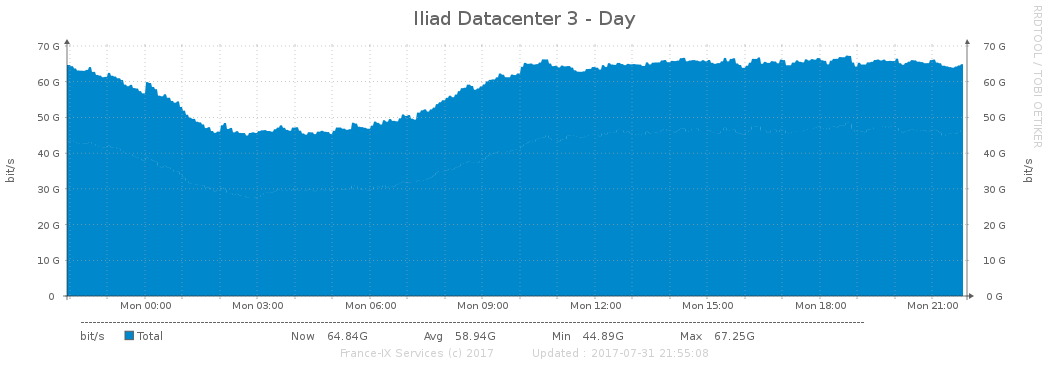 Iliad Datacenter 3 - Day
RRDTOOL / TOBI OETIKER
70 G 70 G
60 G 60 G
50 G 50 G
40 G 40 G
30 G 30 G
20 G 20 G
10 G 10 G
0 0 G
bit/s bit/s
Mon 00:00 Mon 03:00 Mon 06:00 Mon 09:00 Mon 12:00 Mon 15:00 Mon 18:00 Mon 21:00
bit/s Total Now 64.84G Avg 58.94G Min 44.89G Max 67.25G
France-IX Services (c) 2017 Updated : 2017-07-31 21:55:08